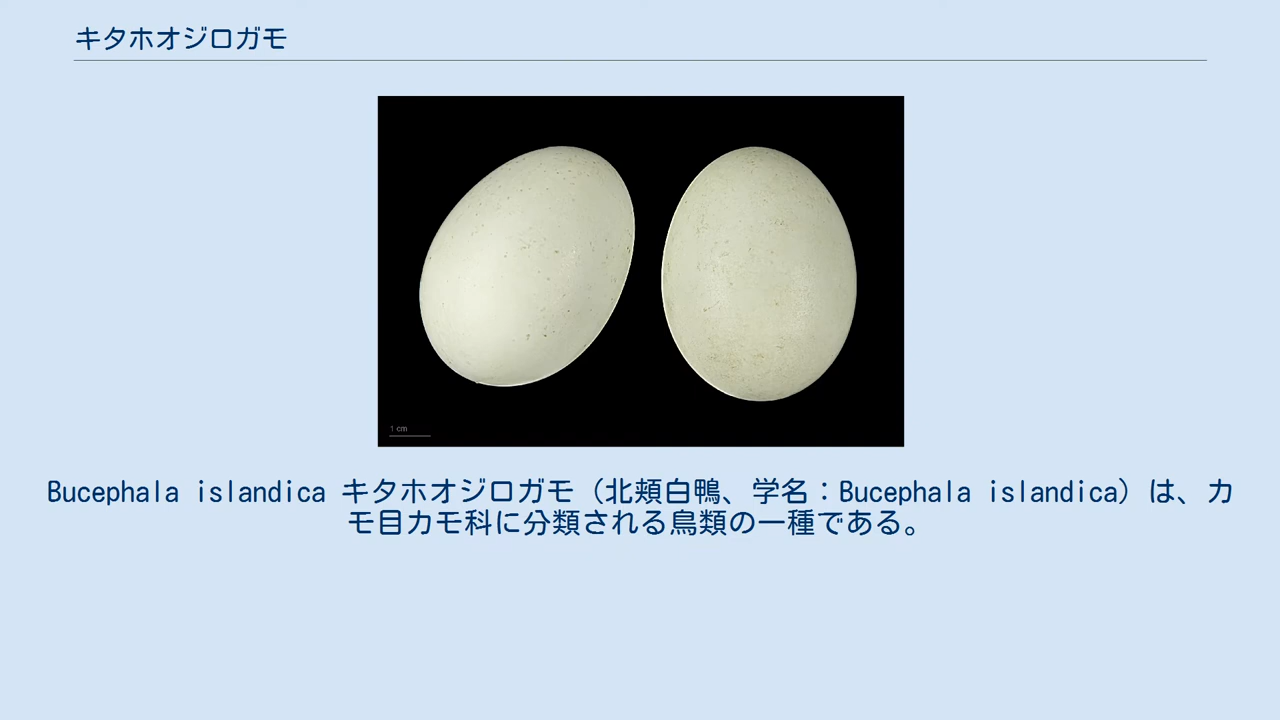 キタホオジロガモ
1 cm
Bucephala islandica キタホオジロガモ（北頬白鴨、学名：Bucephala islandica）は、カ
モ目カモ科に分類される鳥類の一種である。